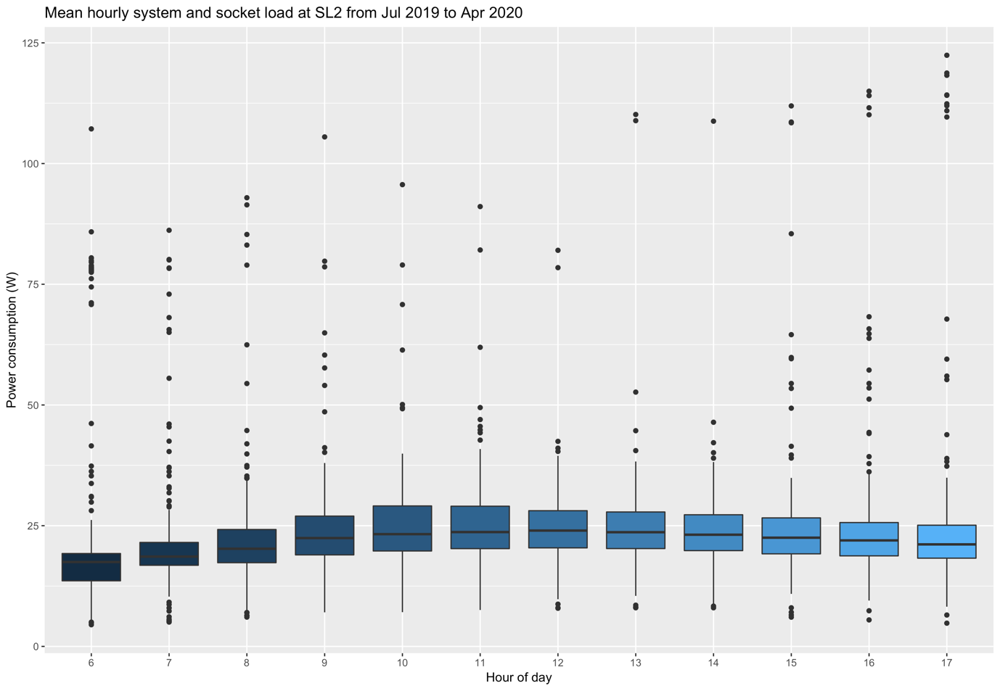 Mean hourly system and socket load at SL2 from Jul 2019 to Apr 2020
125
100
75
50
25
0
Power consumption (W)
6 7 8 9 10 11 12 13 14 15 16 17
Hour of day